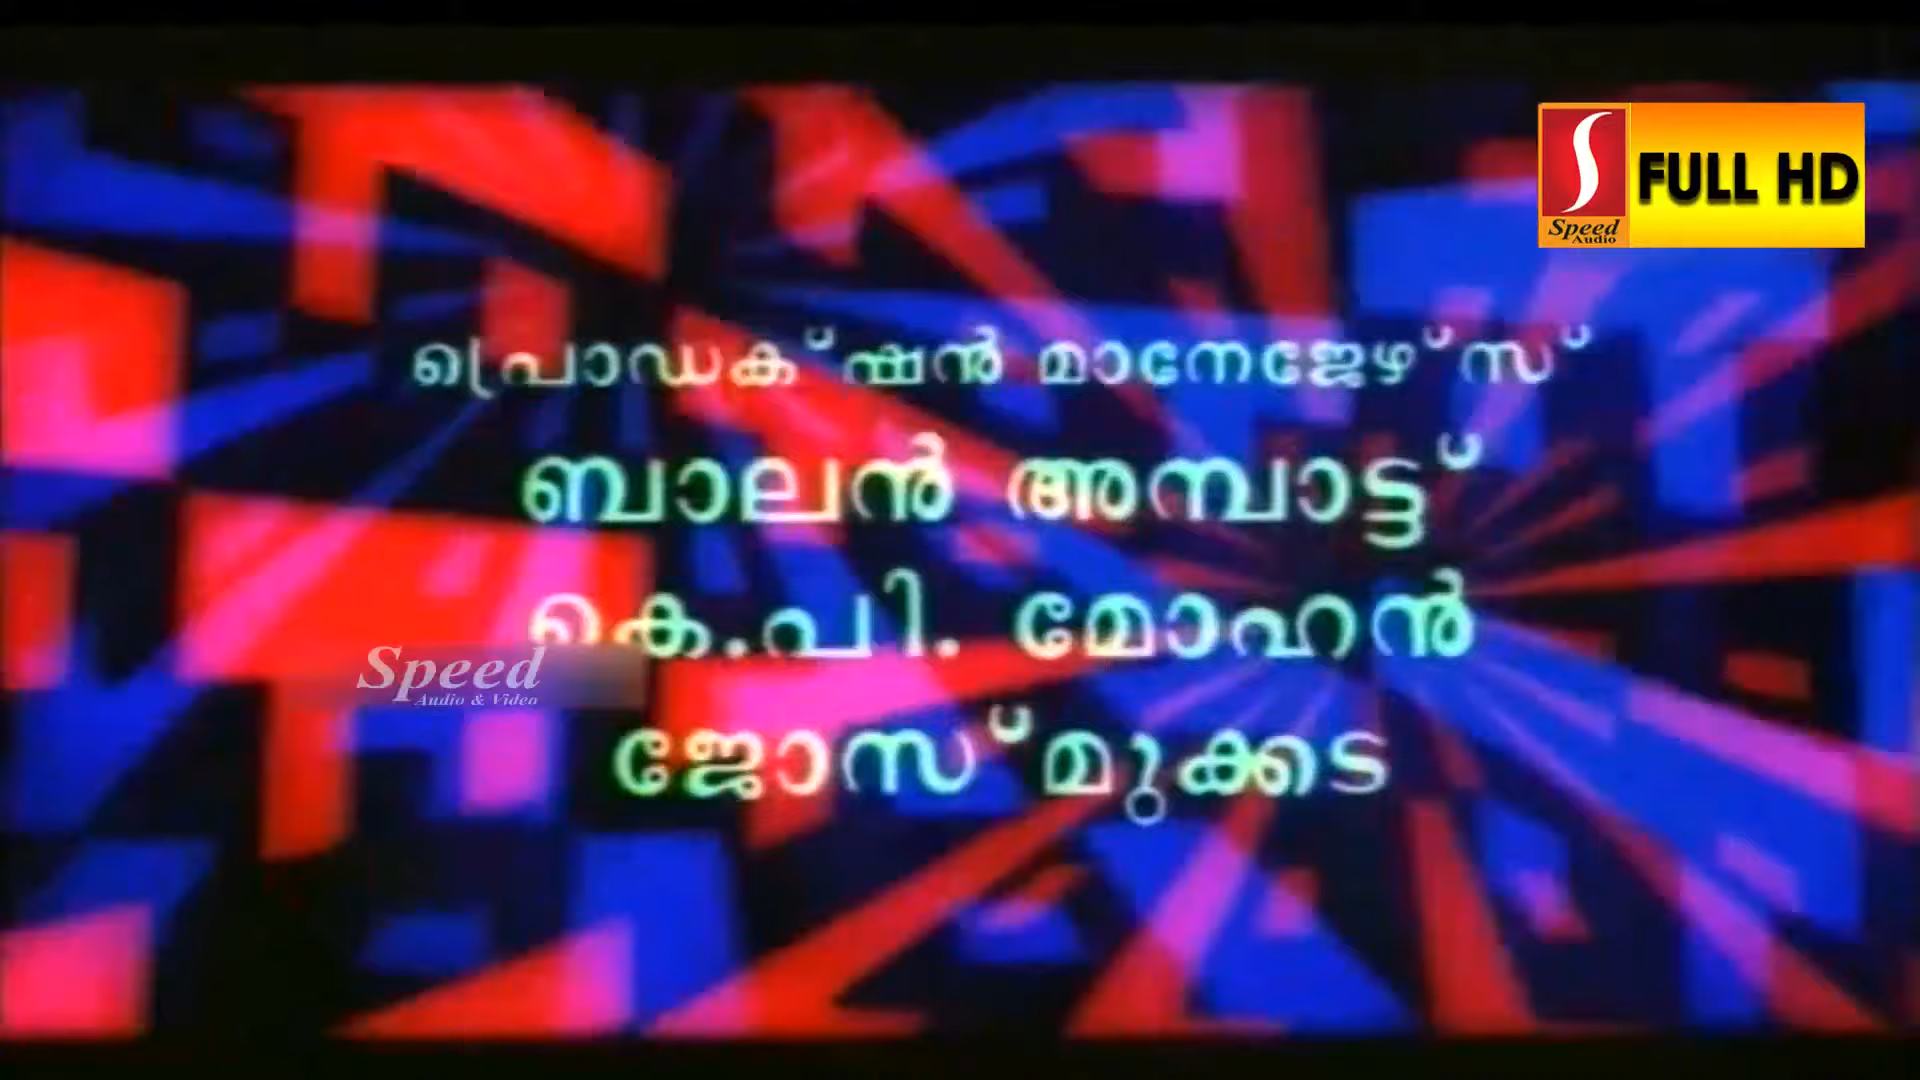 S
Speed
Audio
FULL HD
പ്രൊഡക്ഷൻ മാനേജേഴ്സ്
ബാലൻ അമ്പാട്ട്
കെ.പി. മോഹൻ
Speed
Audio & Video
ജോസ് മുക്കട